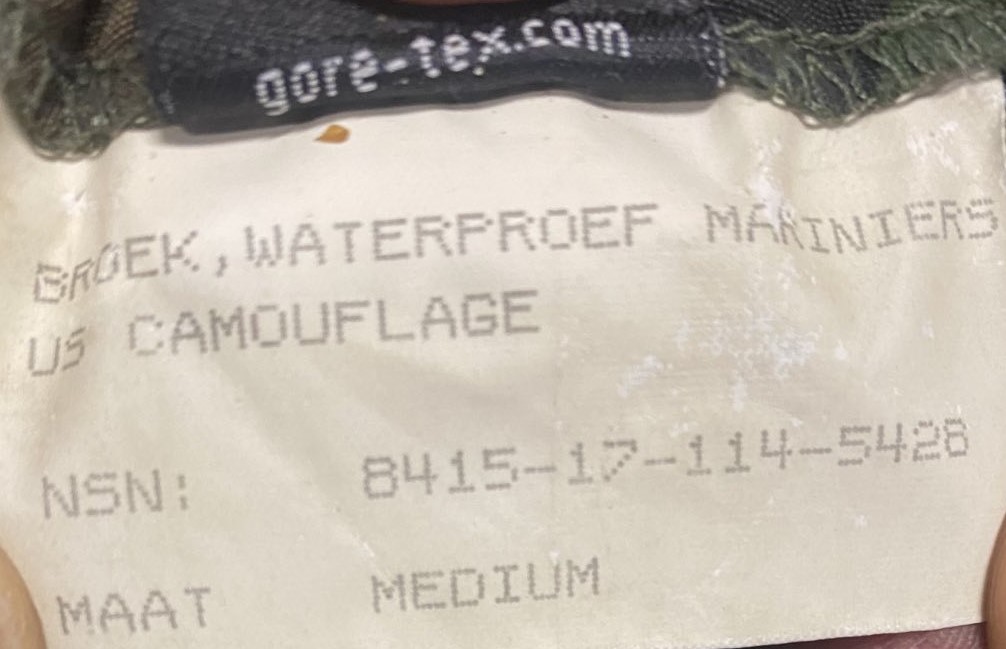 gore-tex.com
BROEK, WATERPROEF MARINIERS
US CAMOUFLAGE
NSN: 8415-17-114-5428
MAAT MEDIUM